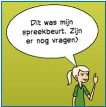 Dit was mijn
spreekbeurt. Zijn
er nog vragen?